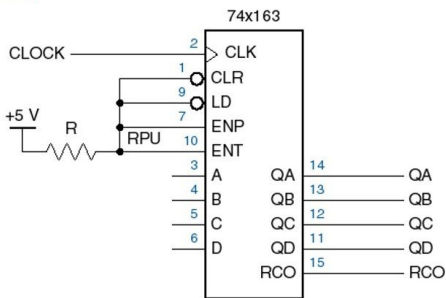 74x163
CLOCK 2 CLK
1 CLR
9 LD
+5 V R RPU 7 ENP
10 ENT
3 A QA 14 QA
4 B QB 13 QB
5 C QC 12 QC
6 D QD 11 QD
RCO 15 RCO